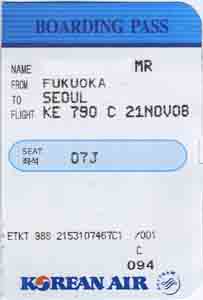 BOARDING PASS
NAME MR
FROM FUKUOKA
TO SEOUL
FLIGHT KE 790 C 21NOV08
SEAT
좌석 07J
ETKT 988 2153107467C1 /001
C
094
KOREAN AIR